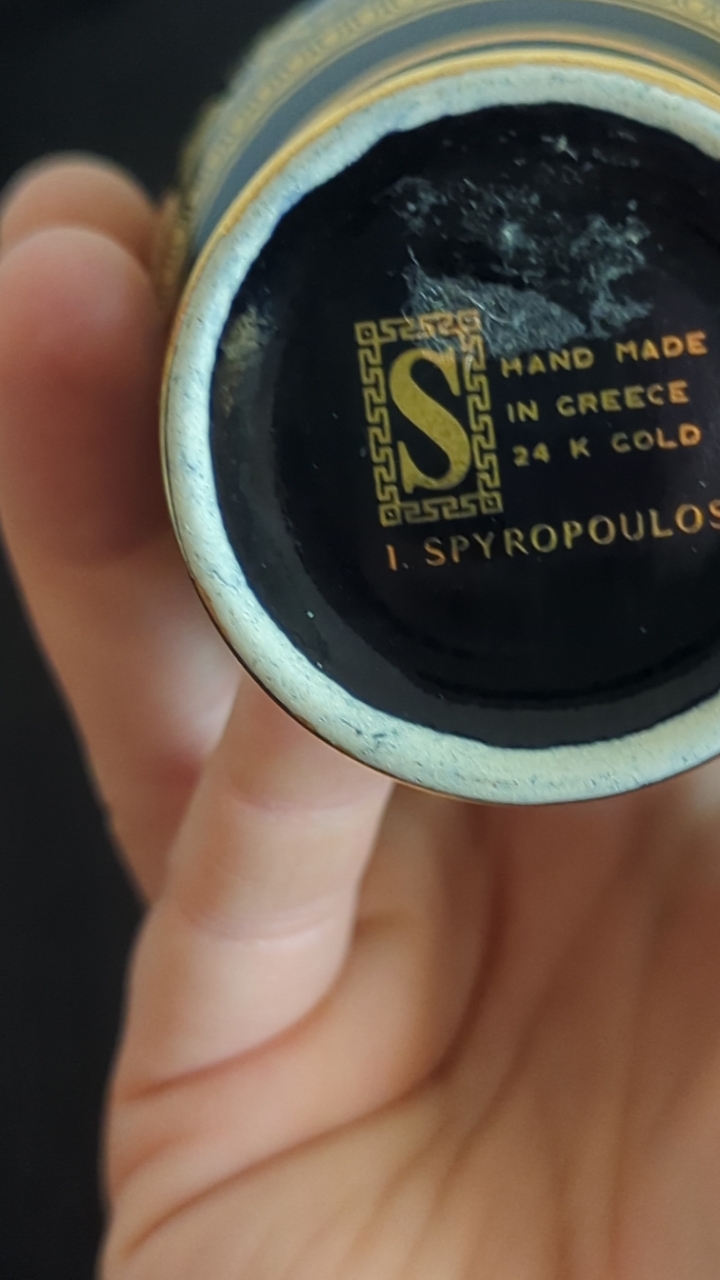 S
HAND MADE
IN GREECE
24 K GOLD
I. SPYROPOULOS